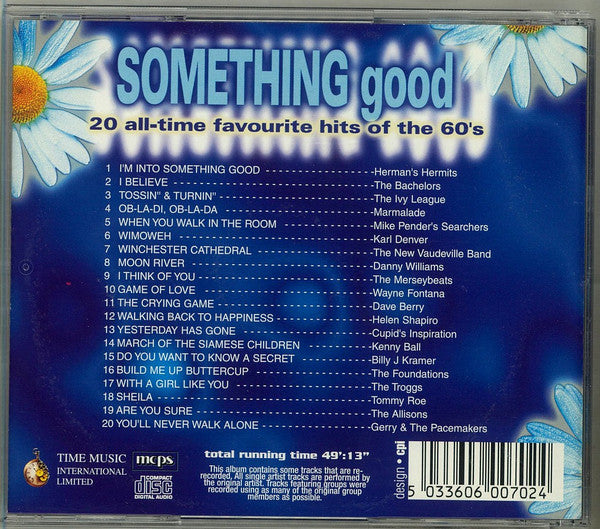 SOMETHING good
20 all-time favourite hits of the 60's
1 I'M INTO SOMETHING GOOD -Herman's Hermits
2 I BELIEVE -The Bachelors
3 TOSSIN" & TURNIN" -The Ivy League
4 OB-LA-DI, OB-LA-DA -Marmalade
5 WHEN YOU WALK IN THE ROOM -Mike Pender's Searchers
6 WIMOWEH -Karl Denver
7 WINCHESTER CATHEDRAL -The New Vaudeville Band
8 MOON RIVER -Danny Williams
9 I THINK OF YOU -The Merseybeats
10 GAME OF LOVE -Wayne Fontana
11 THE CRYING GAME -Dave Berry
12 WALKING BACK TO HAPPINESS -Helen Shapiro
13 YESTERDAY HAS GONE -Cupid's Inspiration
14 MARCH OF THE SIAMESE CHILDREN -Kenny Ball
15 DO YOU WANT TO KNOW A SECRET -Billy J Kramer
16 BUILD ME UP BUTTERCUP -The Foundations
17 WITH A GIRL LIKE YOU -The Troggs
18 SHEILA -Tommy Roe
19 ARE YOU SURE -The Allisons
20 YOU'LL NEVER WALK ALONE -Gerry & The Pacemakers
TIME MUSIC
INTERNATIONAL
LIMITED
mcps
COMPACT
disc
DIGITAL AUDIO
total running time 49':13"
This album contains some tracks that are re-
recorded, All single artist tracks are performed by
the original artist. Tracks featuring groups were
recorded using as many of the original group
members as possible.
design • cpl
5 033606 007024